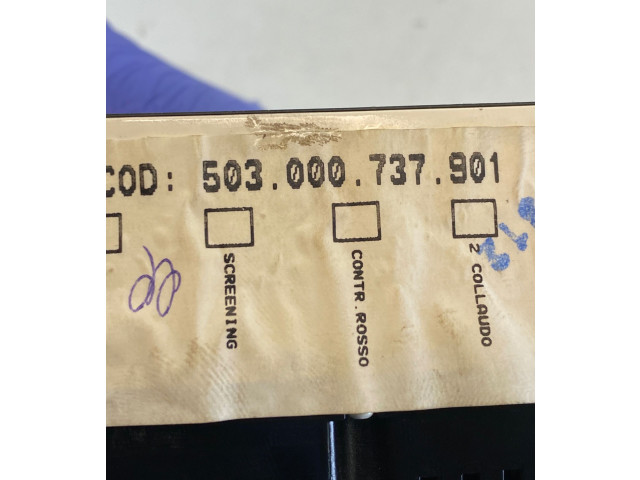 COD: 503.000.737.901
SCREENING
CONTR.ROSSO
2 COLLAUDO